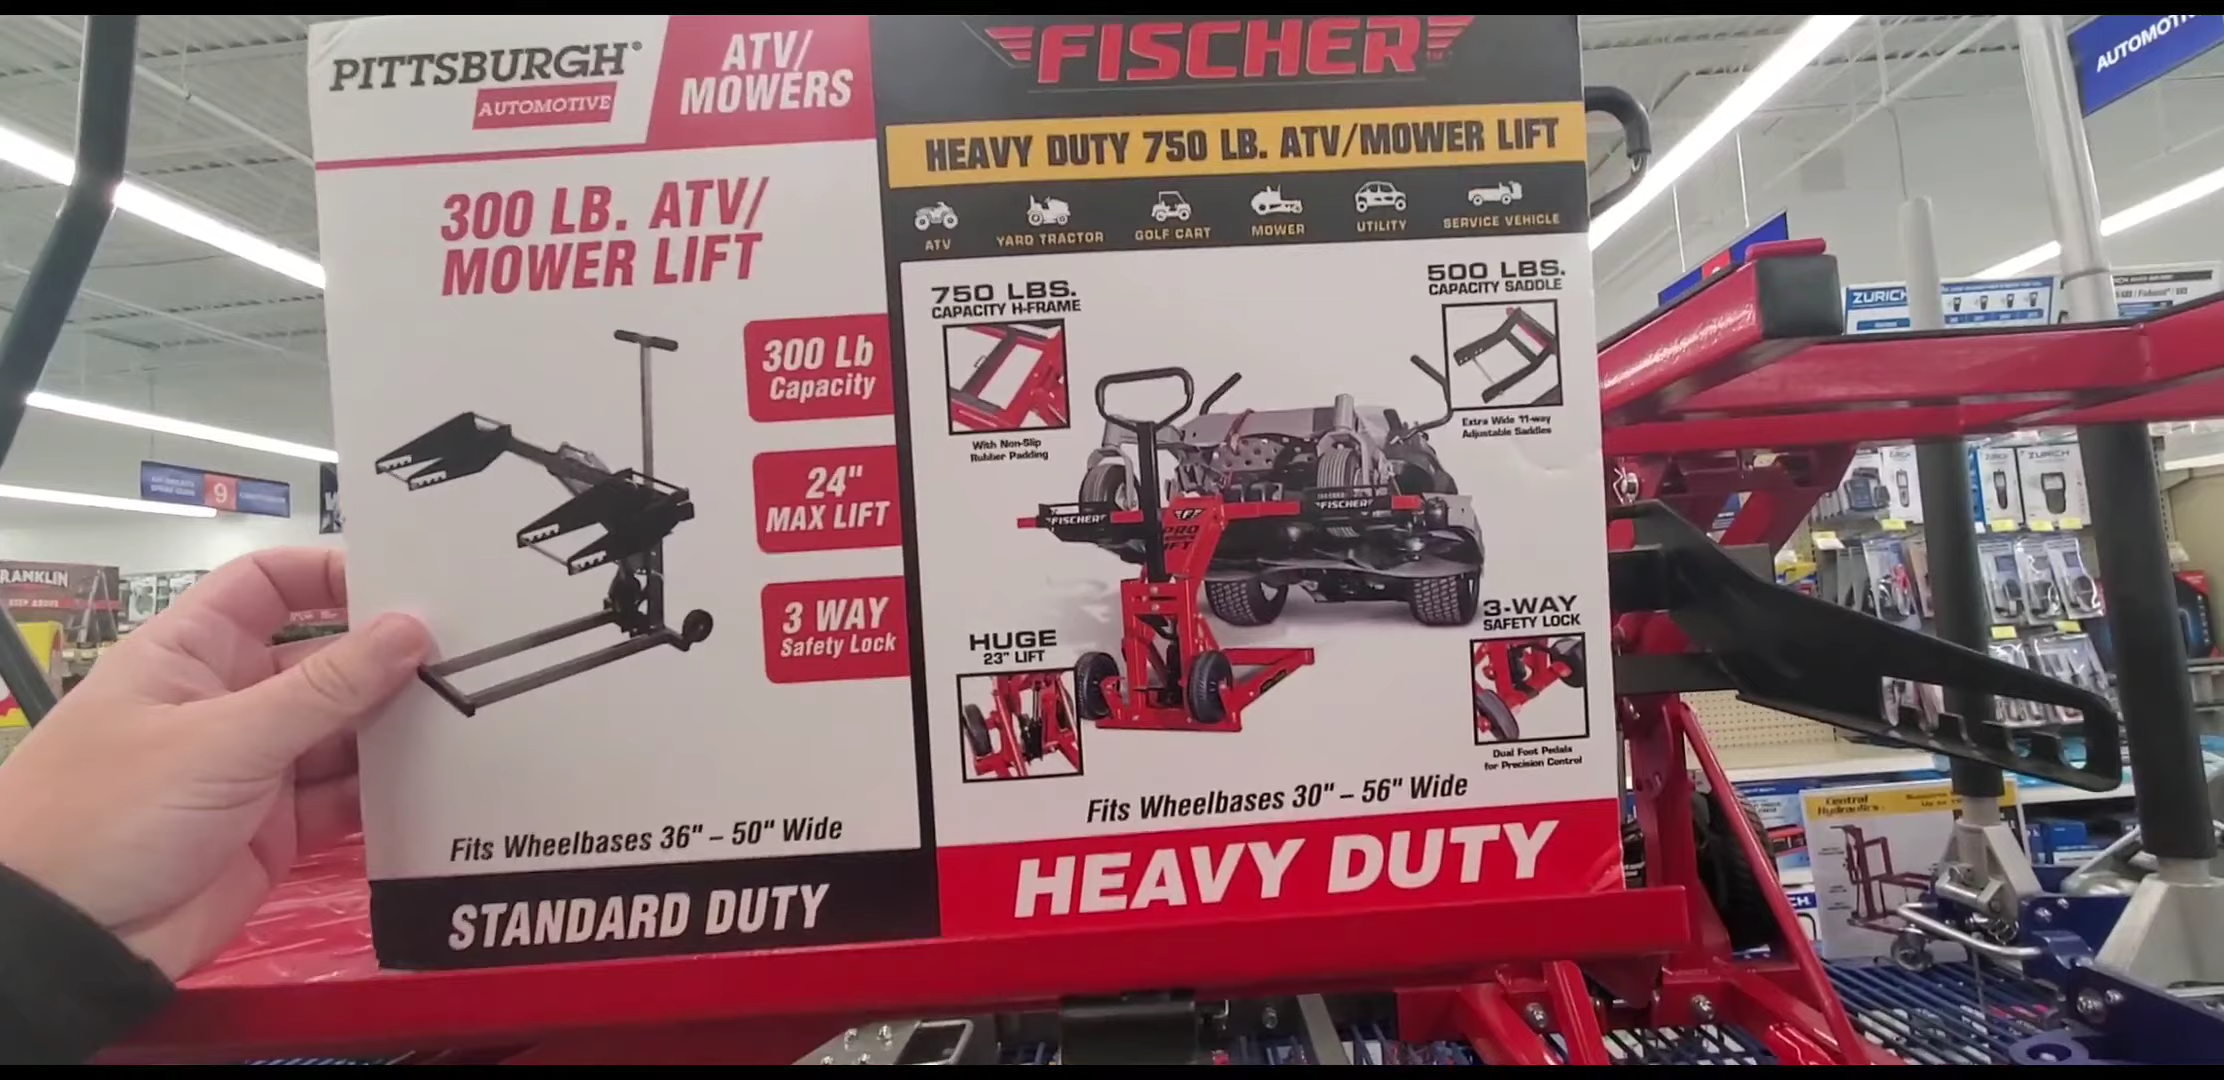 PITTSBURGH®
AUTOMOTIVE
ATV/
MOWERS
300 LB. ATV/
MOWER LIFT
300 Lb
Capacity
24"
MAX LIFT
3 WAY
Safety Lock
Fits Wheelbases 36" – 50" Wide
STANDARD DUTY
FISCHER™
HEAVY DUTY 750 LB. ATV/MOWER LIFT
ATV
YARD TRACTOR
GOLF CART
MOWER
UTILITY
SERVICE VEHICLE
750 LBS.
CAPACITY H-FRAME
With Non-Slip
Rubber Padding
500 LBS.
CAPACITY SADDLE
Extra Wide 11-way
Adjustable Saddles
FISCHER
PRO
FISCHER
HUGE
23" LIFT
3-WAY
SAFETY LOCK
Dual Foot Pedals
for Precision Control
Fits Wheelbases 30" – 56" Wide
HEAVY DUTY
9
RANKLIN
ZURICH
ZURICH
Central
Hydraulics